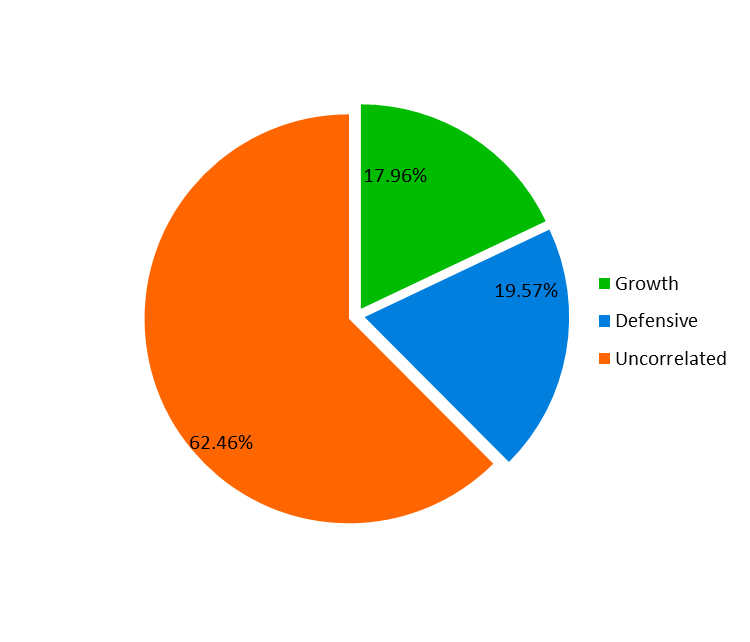 17.96%
19.57%
62.46%
Growth
Defensive
Uncorrelated